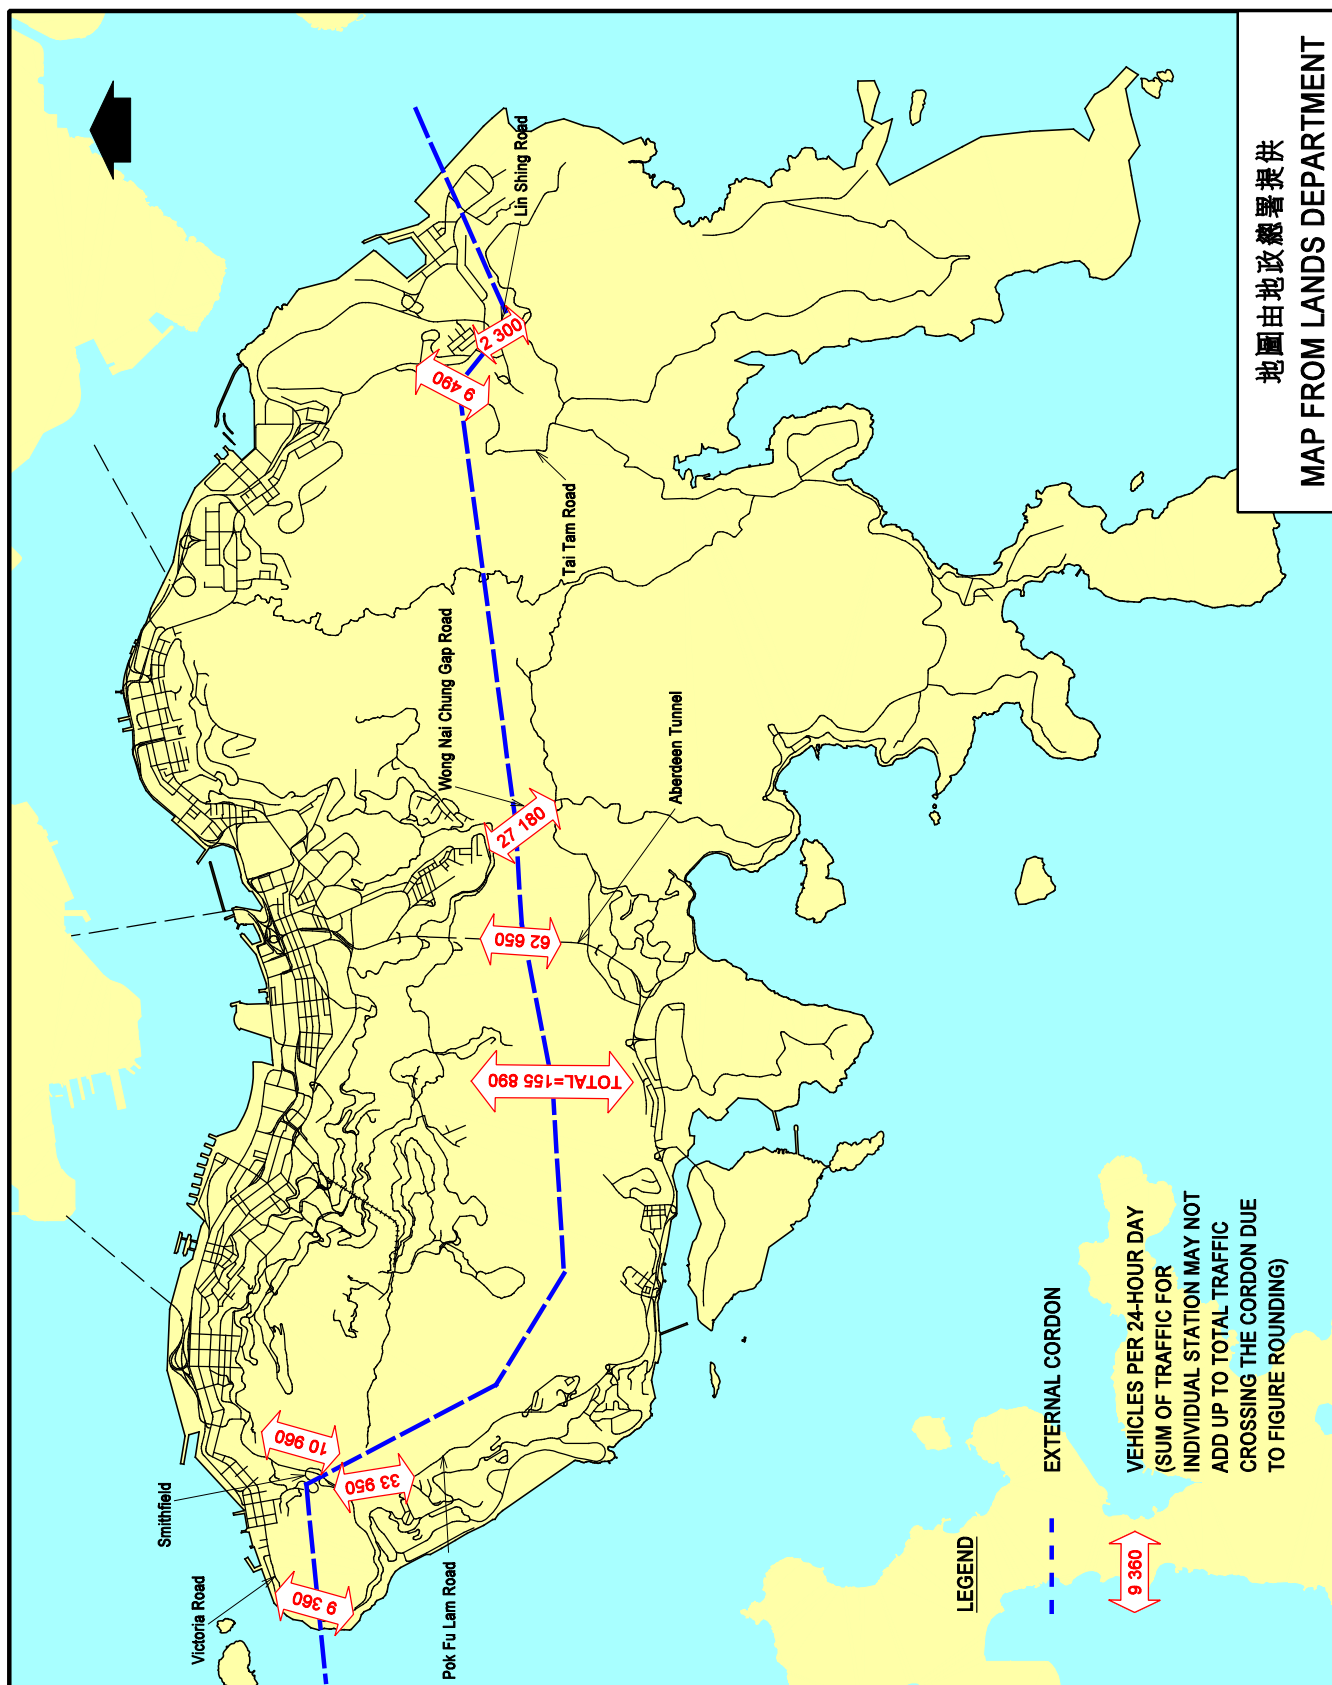 地圖由地政總署提供
MAP FROM LANDS DEPARTMENT
Lin Shing Road
2 300
9 490
Tai Tam Road
Wong Nai Chung Gap Road
27 180
Aberdeen Tunnel
62 650
TOTAL=155 890
10 960
Smithfield
33 950
Pok Fu Lam Road
9 360
Victoria Road
LEGEND
EXTERNAL CORDON
9 360
VEHICLES PER 24-HOUR DAY
(SUM OF TRAFFIC FOR
INDIVIDUAL STATION MAY NOT
ADD UP TO TOTAL TRAFFIC
CROSSING THE CORDON DUE
TO FIGURE ROUNDING)